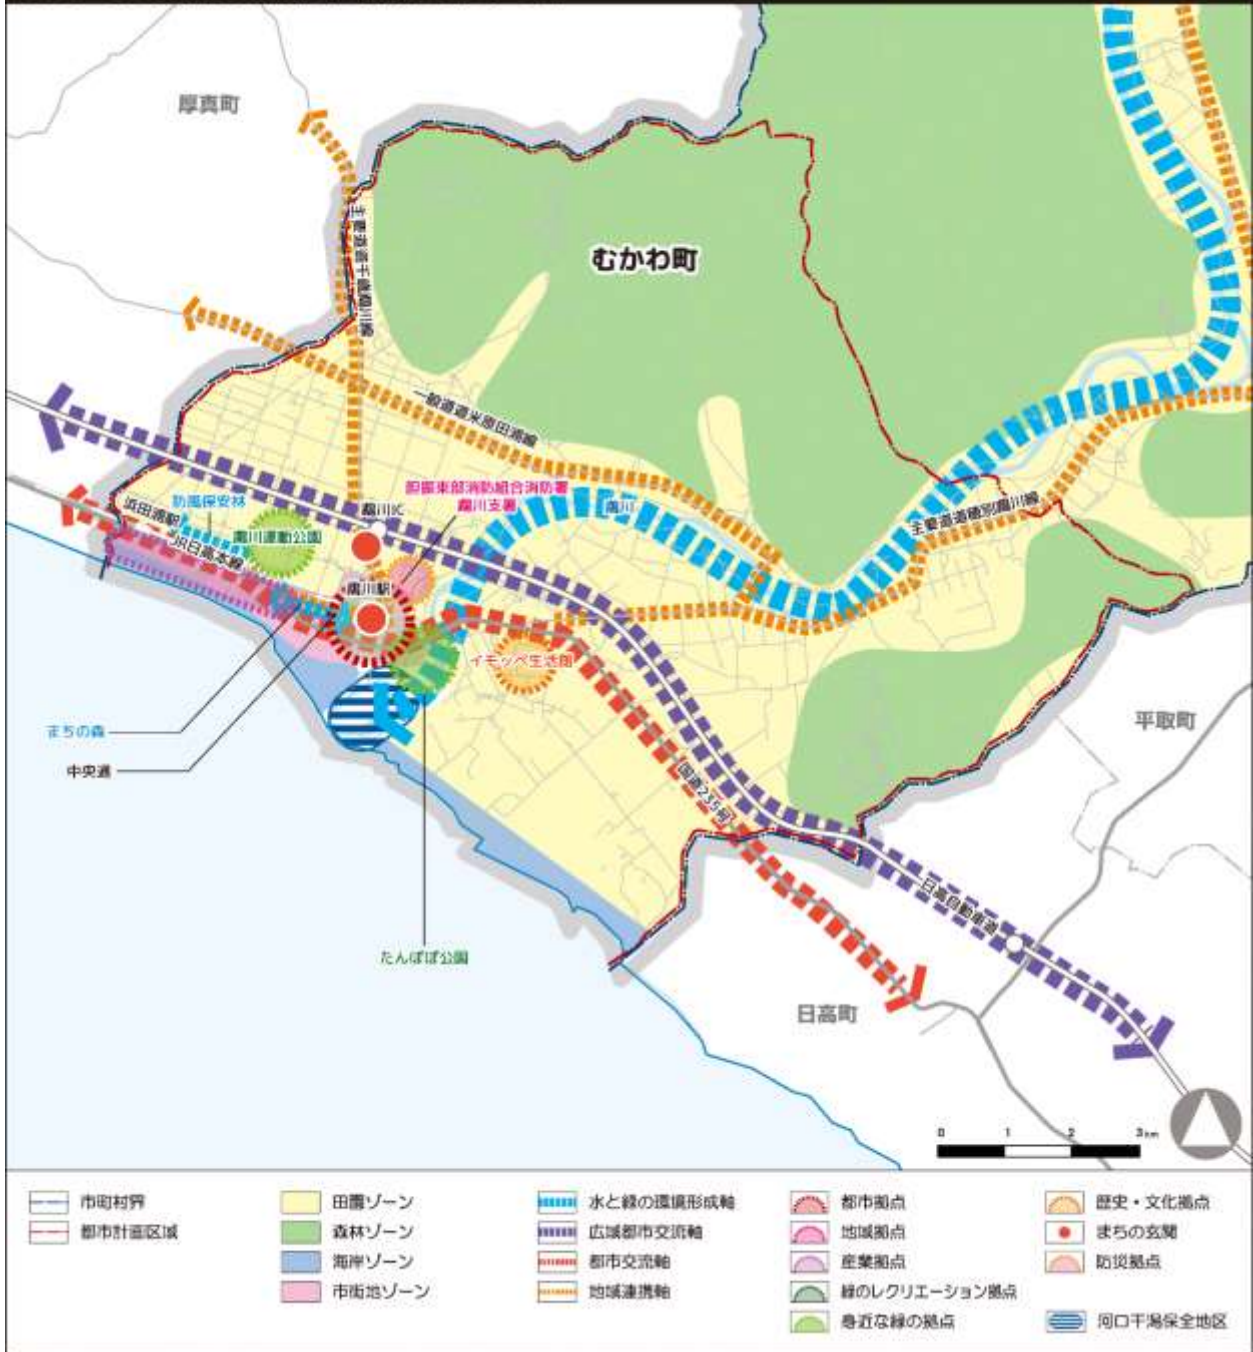 厚真町
むかわ町
主要道道千歳鵡川線
一般道道米原田浦線
胆振東部消防組合消防署
鵡川支署
防風保安林
浜田浦駅
鵡川IC
鵡川
主要道道穂別鵡川線
鵡川運動公園
JR日高本線
鵡川駅
イモッペ生活館
まちの森
中央通
平取町
国道235号
日高自動車道
たんぽぽ公園
日高町
0 1 2 3km
市町村界
都市計画区域
田園ゾーン
森林ゾーン
海岸ゾーン
市街地ゾーン
水と緑の環境形成軸
広域都市交流軸
都市交流軸
地域連携軸
都市拠点
地域拠点
産業拠点
緑のレクリエーション拠点
身近な緑の拠点
歴史・文化拠点
まちの玄関
防災拠点
河口干潟保全地区